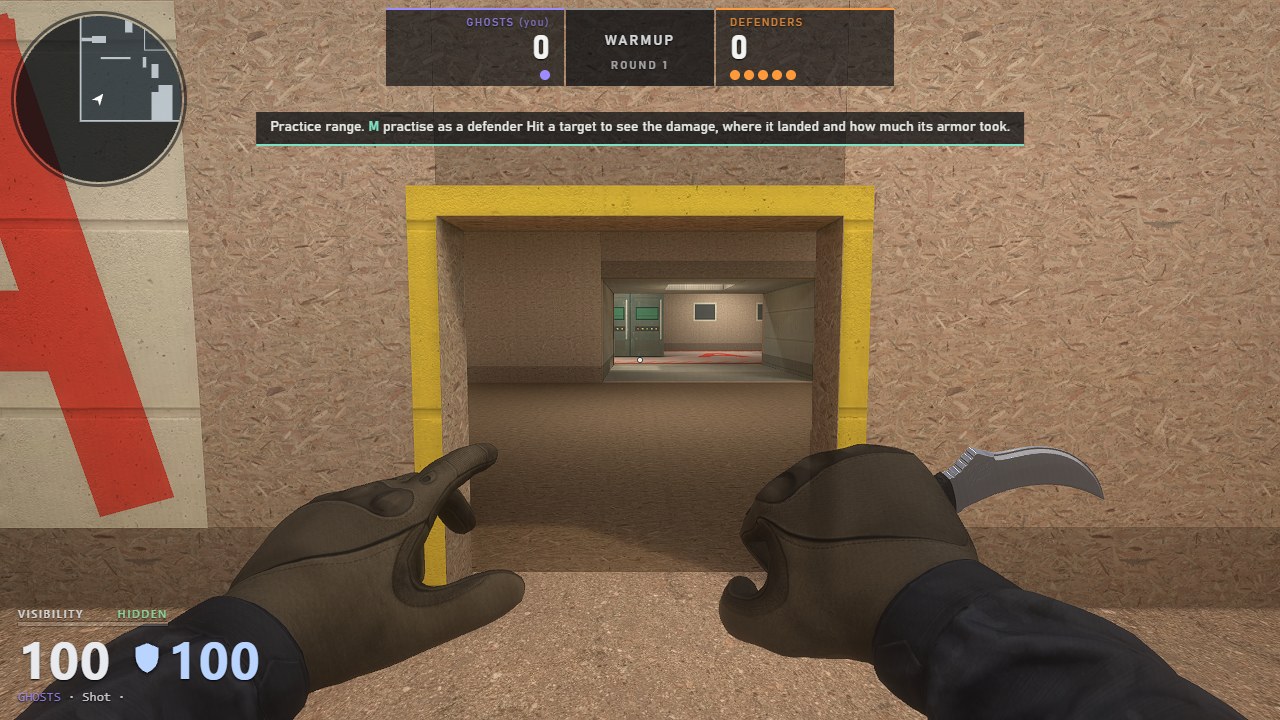 GHOSTS (you)
0
WARMUP
ROUND 1
DEFENDERS
0
Practice range. M practise as a defender Hit a target to see the damage, where it landed and how much its armor took.
A
VISIBILITY HIDDEN
100 100
GHOSTS · Shot ·